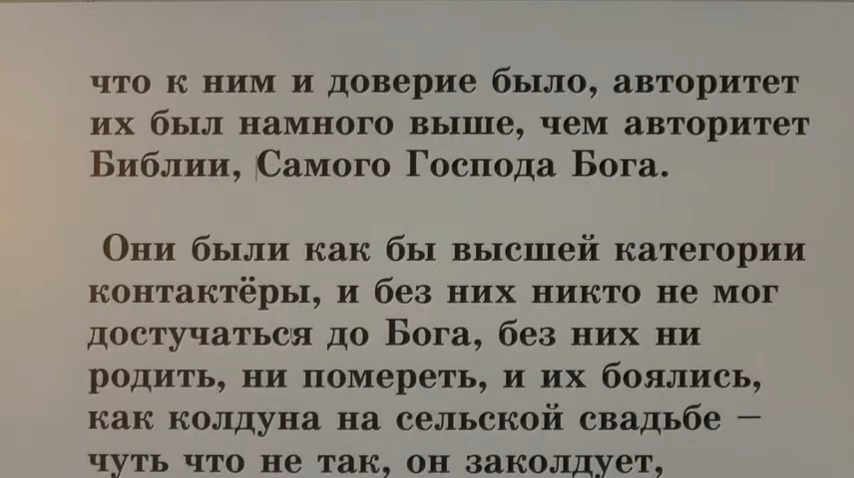 что к ним и доверие было, авторитет
их был намного выше, чем авторитет
Библии, Самого Господа Бога.
Они были как бы высшей категории
контактёры, и без них никто не мог
достучаться до Бога, без них ни
родить, ни помереть, и их боялись,
как колдуна на сельской свадьбе –
чуть что не так, он заколдует,